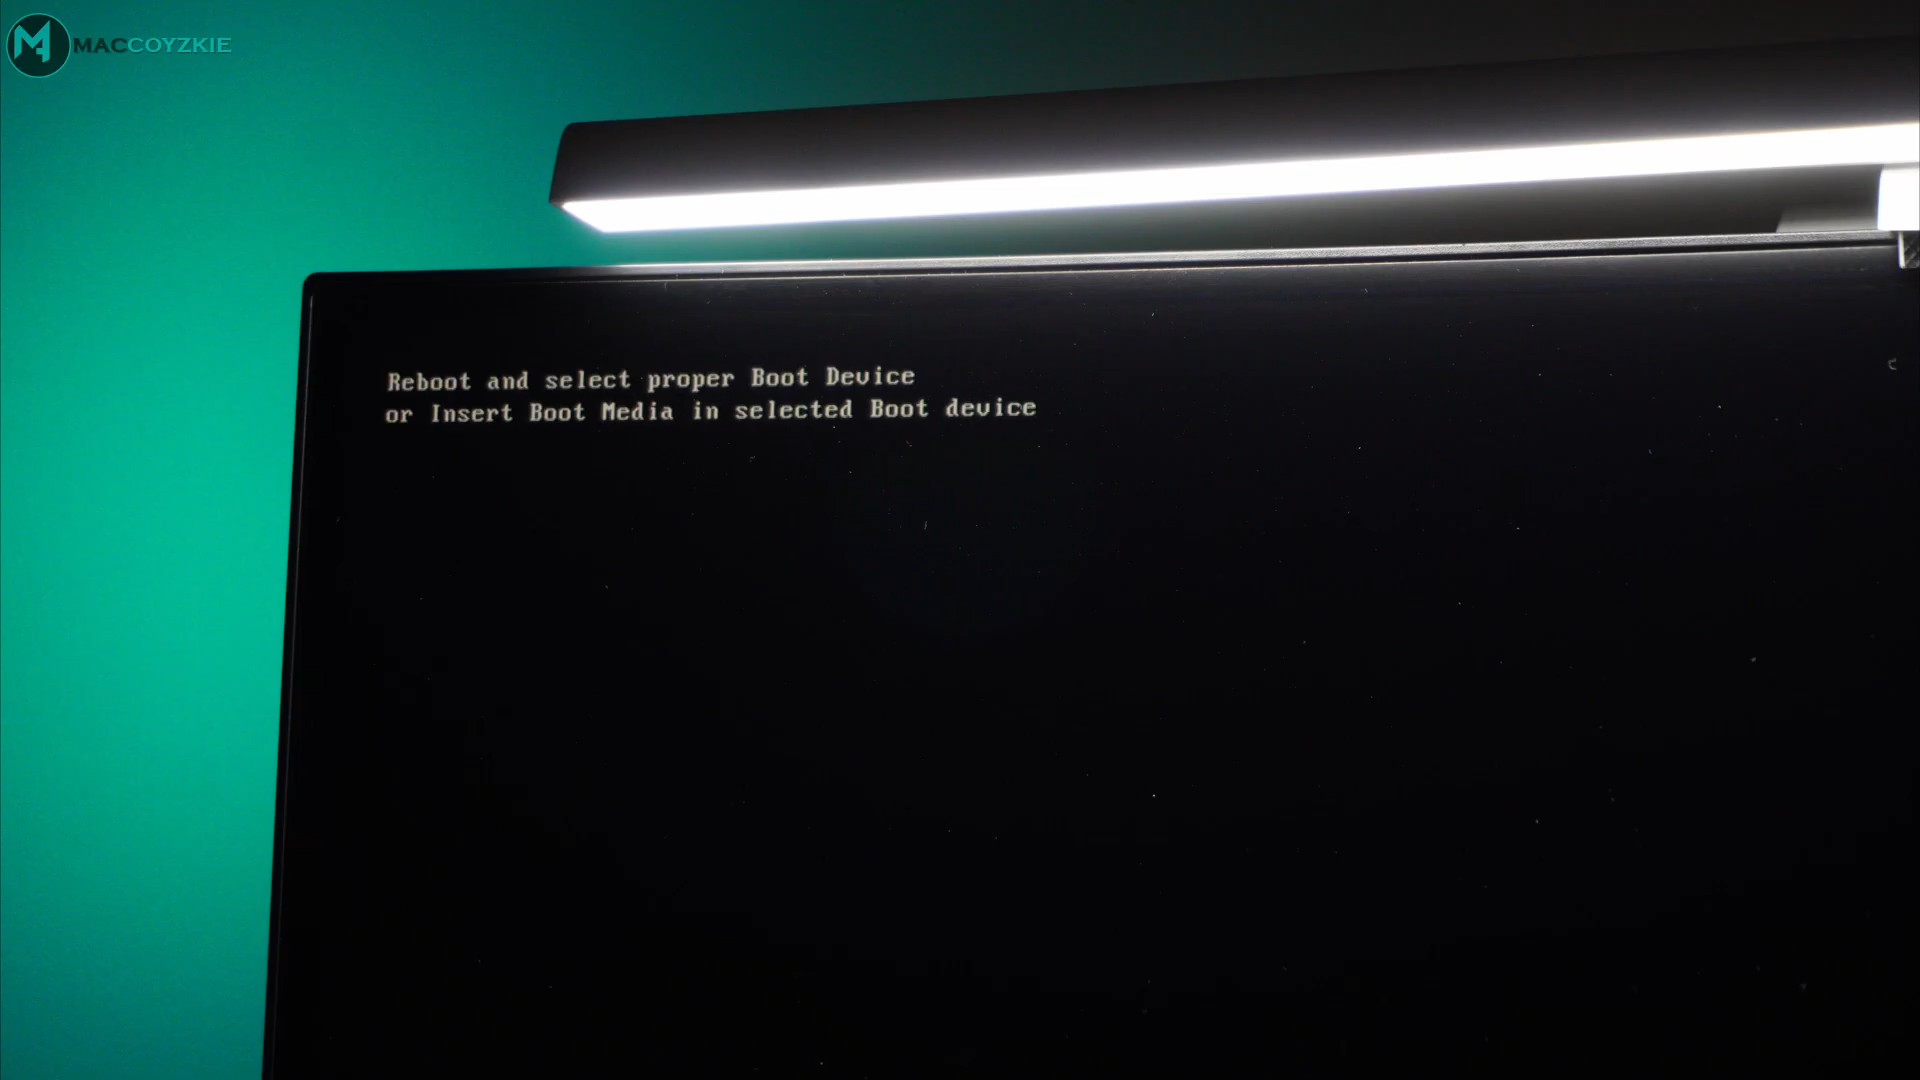 MACCOYZKIE
Reboot and select proper Boot Device
or Insert Boot Media in selected Boot device